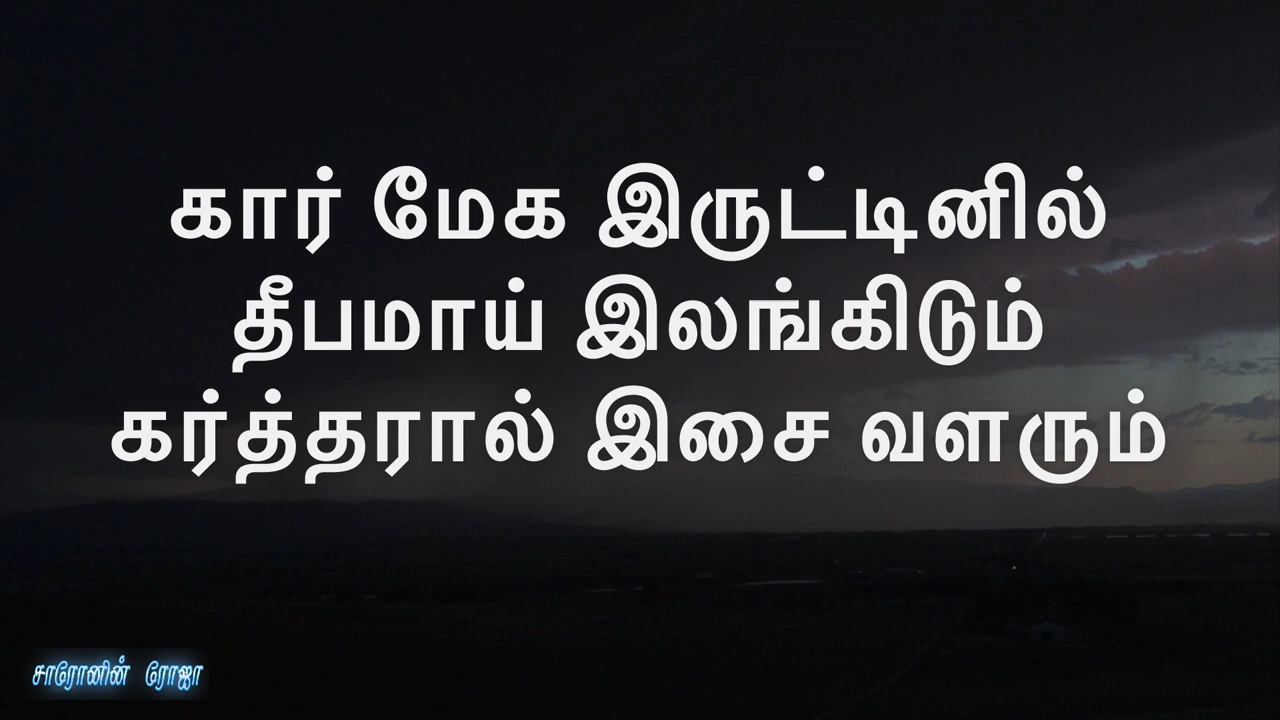 கார் மேக இருட்டினில்
தீபமாய் இலங்கிடும்
கர்த்தரால் இசை வளரும்
சாரோனின் ரோஜா